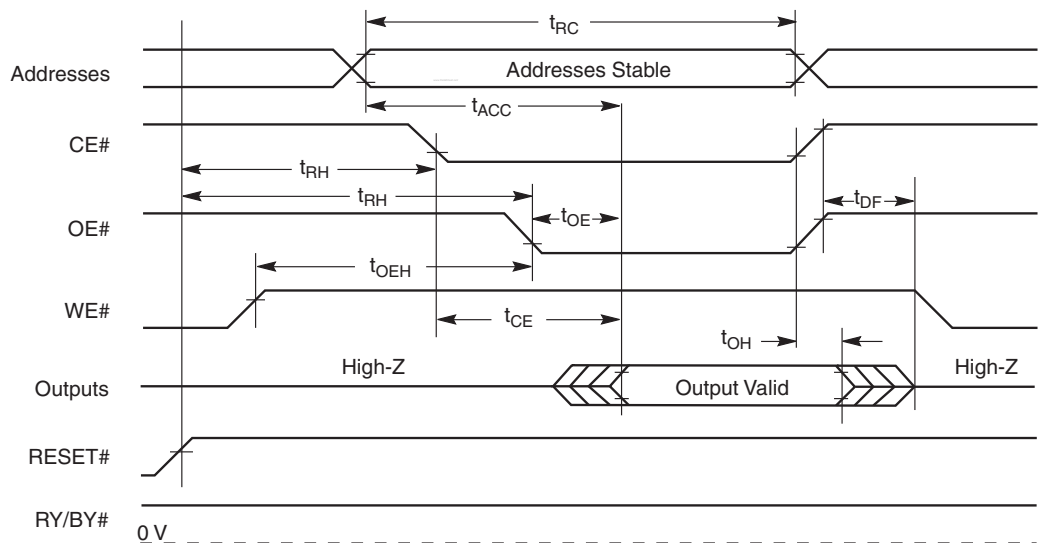 tRC
Addresses
Addresses Stable
tACC
CE#
tRH
tRH
OE#
tOE
tDF
tOEH
WE#
tCE
tOH
High-Z
High-Z
Outputs
Output Valid
RESET#
RY/BY#
0 V